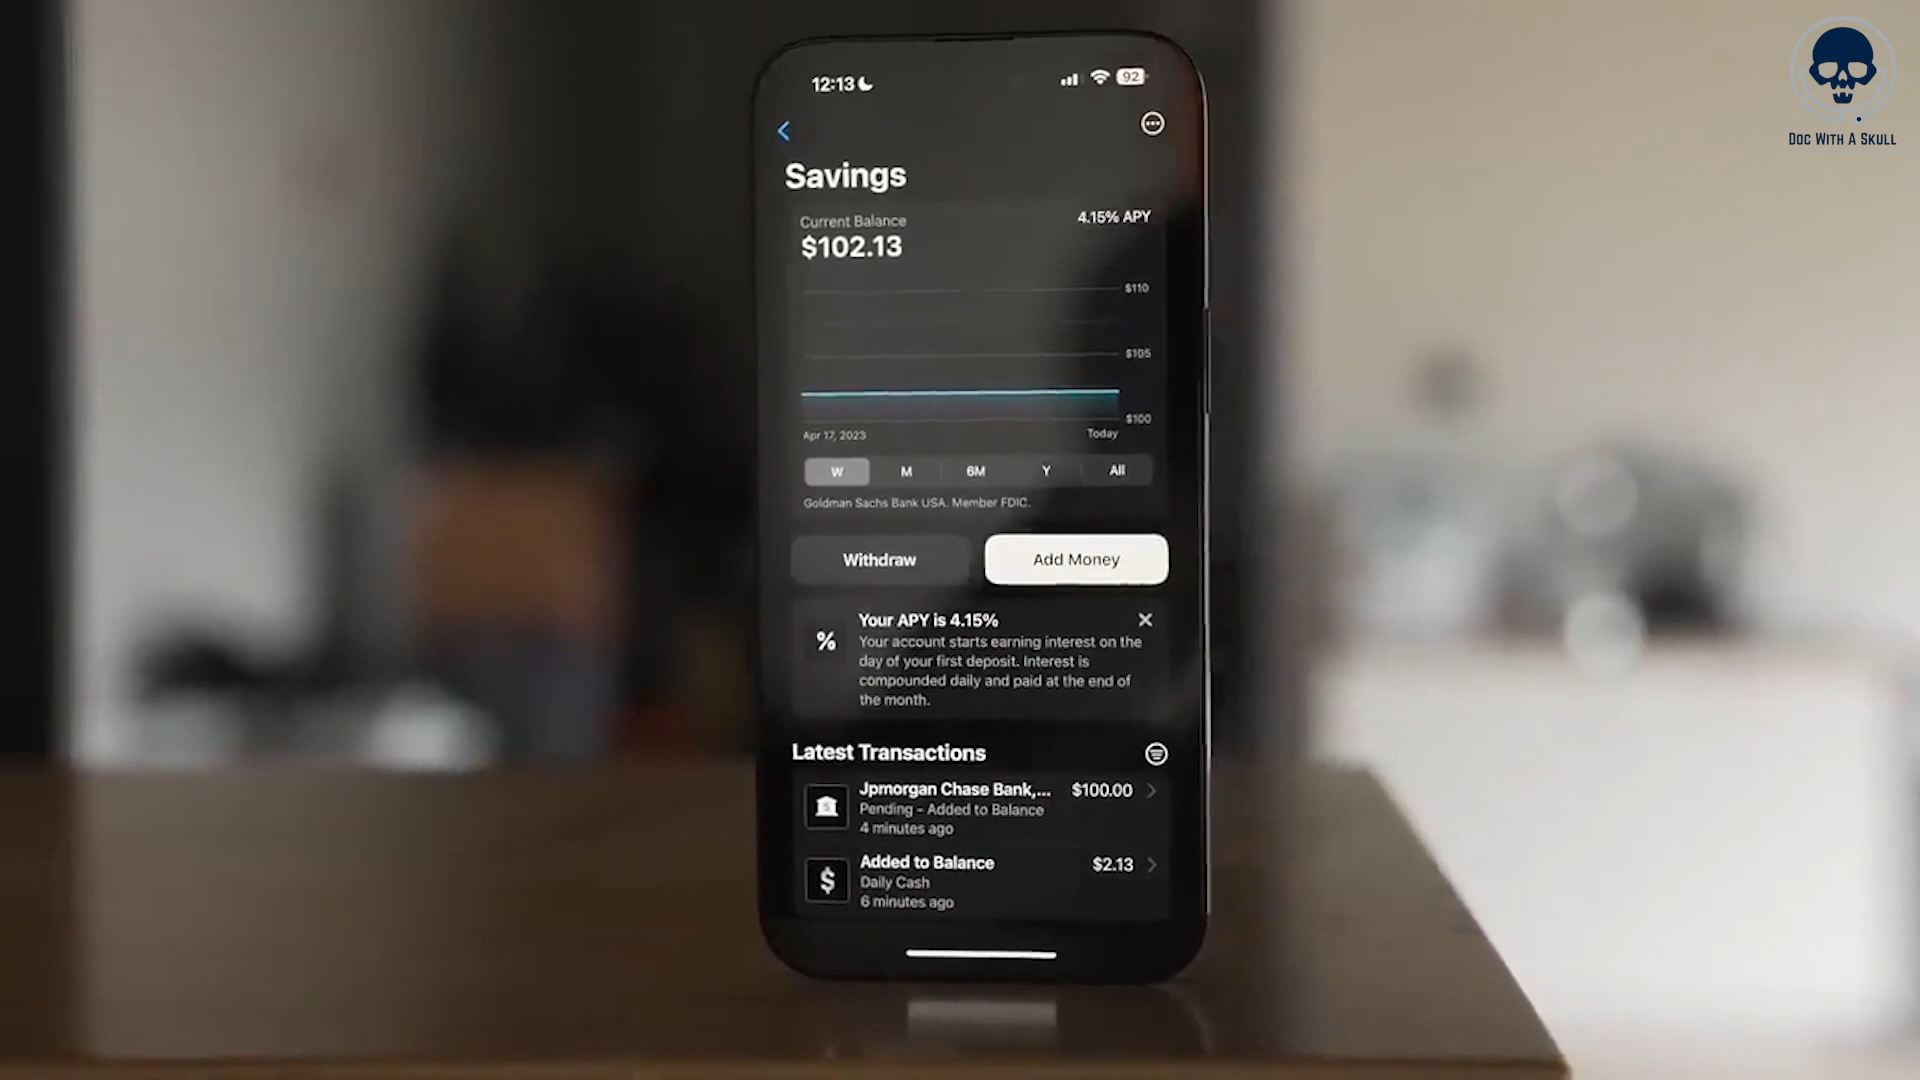 12:13
92
DOC WITH A SKULL
Savings
Current Balance
4.15% APY
$102.13
$110
$105
$100
Apr 17, 2023
Today
W M 6M Y All
Goldman Sachs Bank USA. Member FDIC.
Withdraw
Add Money
Your APY is 4.15%
%
Your account starts earning interest on the
day of your first deposit. Interest is
compounded daily and paid at the end of
the month.
Latest Transactions
Jpmorgan Chase Bank,... $100.00
Pending - Added to Balance
4 minutes ago
Added to Balance $2.13
$
Daily Cash
6 minutes ago